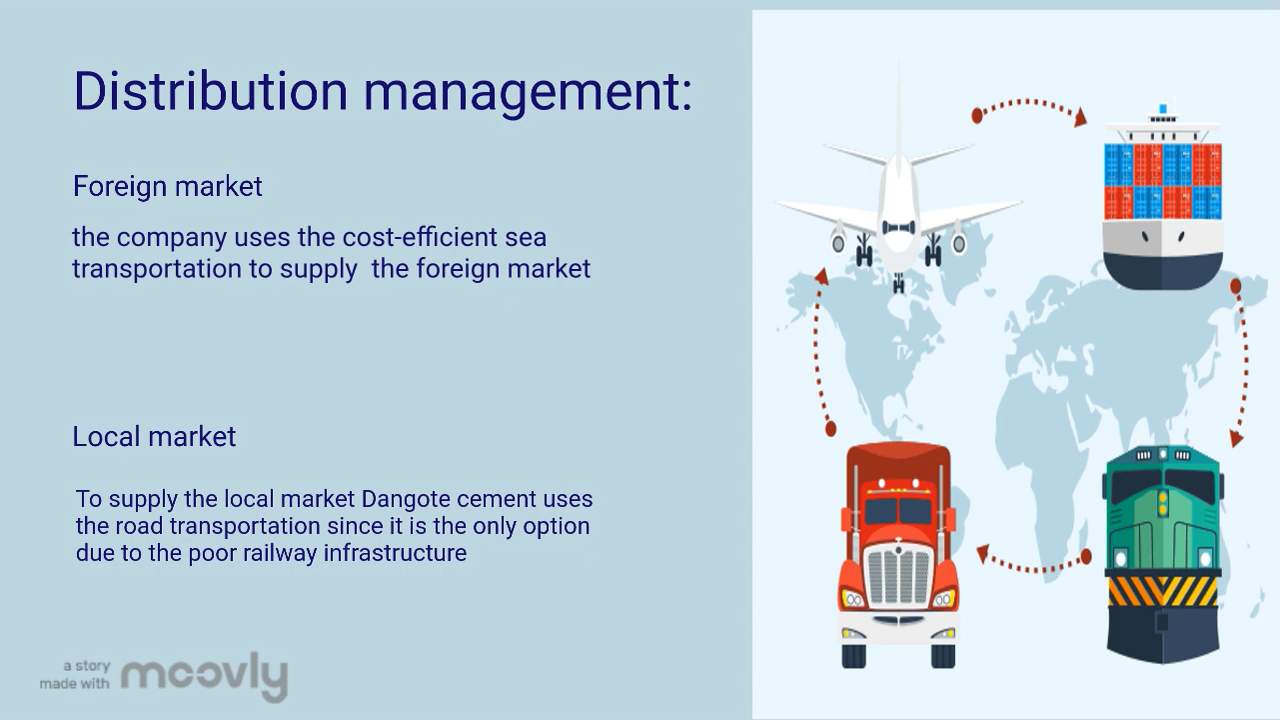 Distribution management:
Foreign market
the company uses the cost-efficient sea
transportation to supply  the foreign market
Local market
To supply the local market Dangote cement uses
the road transportation since it is the only option
due to the poor railway infrastructure
a story
made with moovly